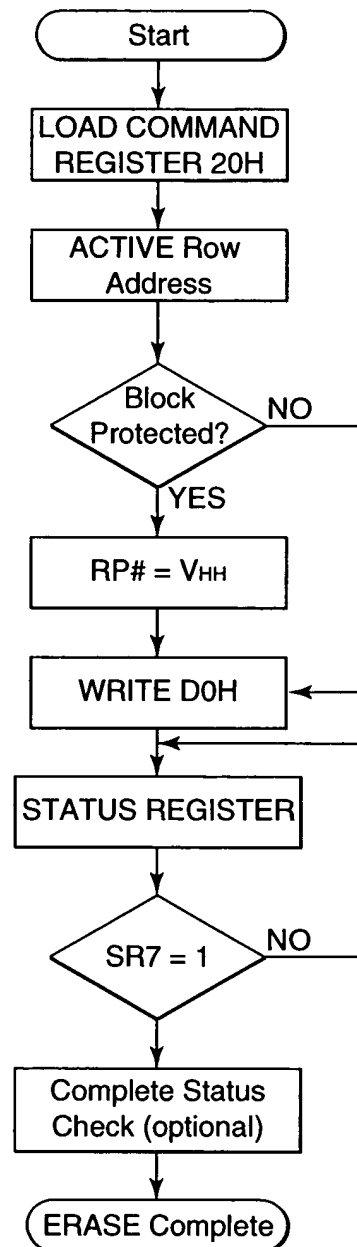 Start
LOAD COMMAND
REGISTER 20H
ACTIVE Row
Address
Block
Protected?
NO
YES
RP# = VHH
WRITE D0H
STATUS REGISTER
SR7 = 1
NO
Complete Status
Check (optional)
ERASE Complete